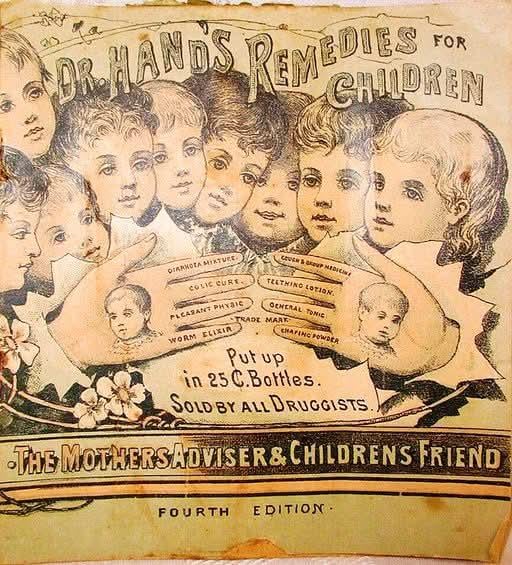 DR. HAND'S REMEDIES FOR
CHILDREN
DIARRHOEA MIXTURE.
COLIC CURE.
PLEASANT PHYSIC
WORM ELIXIR
COUGH & CROUP MEDICINE
TEETHING LOTION.
GENERAL TONIC
CHAFING POWDER
TRADE MARK.
Put up
in 25 C. Bottles.
SOLD BY ALL DRUGGISTS.
THE MOTHERS ADVISER & CHILDRENS FRIEND
FOURTH EDITION.